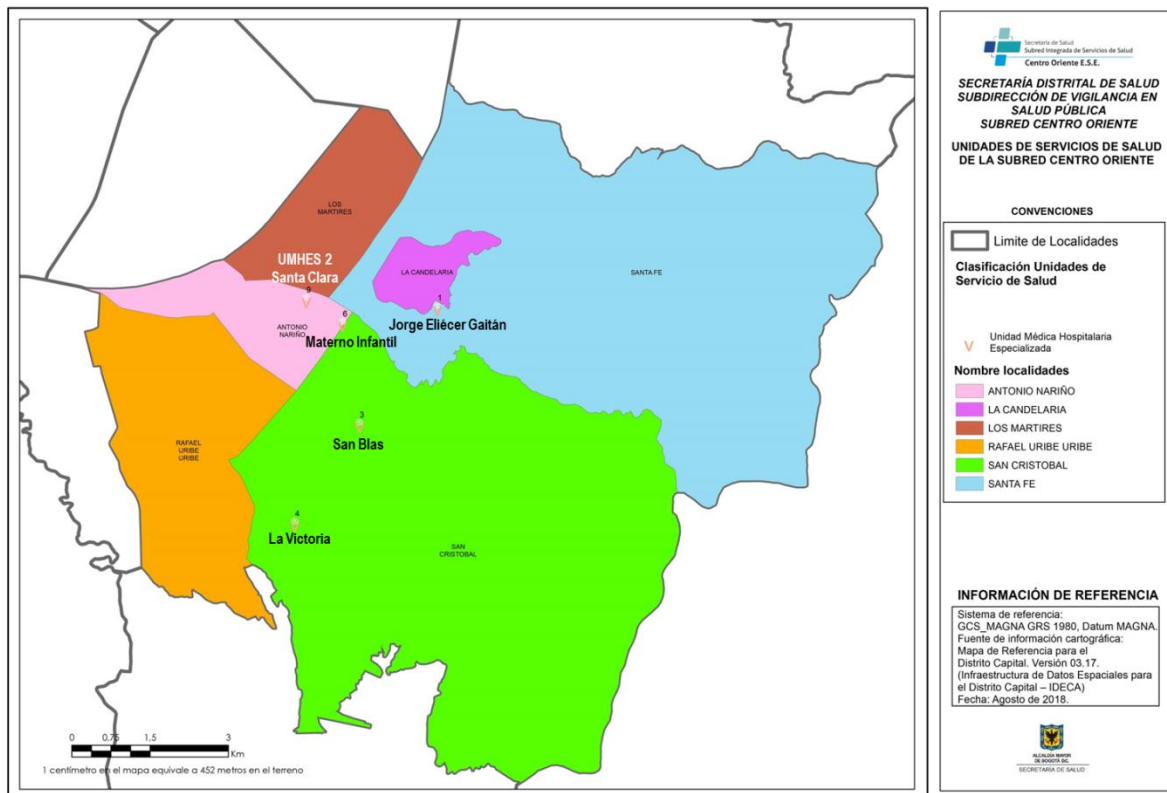 LOS
MARTIRES
UMHES 2
Santa Clara
9
LA CANDELARIA
SANTA FE
1
Jorge Eliécer Gaitán
6
ANTONIO
NARIÑO
Materno Infantil
3
San Blas
RAFAEL
URIBE
URIBE
4
La Victoria
SAN
CRISTOBAL
0 0,75 1,5 3
Km
1 centímetro en el mapa equivale a 452 metros en el terreno
Secretaría de Salud
Subred Integrada de Servicios de Salud
Centro Oriente E.S.E.
SECRETARÍA DISTRITAL DE SALUD
SUBDIRECCIÓN DE VIGILANCIA EN
SALUD PÚBLICA
SUBRED CENTRO ORIENTE
UNIDADES DE SERVICIOS DE SALUD
DE LA SUBRED CENTRO ORIENTE
CONVENCIONES
Limite de Localidades
Clasificación Unidades de
Servicio de Salud
Unidad Médica Hospitalaria
Especializada
Nombre localidades
ANTONIO NARIÑO
LA CANDELARIA
LOS MARTIRES
RAFAEL URIBE URIBE
SAN CRISTOBAL
SANTA FE
INFORMACIÓN DE REFERENCIA
Sistema de referencia:
GCS_MAGNA GRS 1980, Datum MAGNA.
Fuente de información cartográfica:
Mapa de Referencia para el
Distrito Capital. Versión 03.17.
(Infraestructura de Datos Espaciales para
el Distrito Capital – IDECA)
Fecha: Agosto de 2018.
ALCALDÍA MAYOR
DE BOGOTÁ D.C.
SECRETARÍA DE SALUD